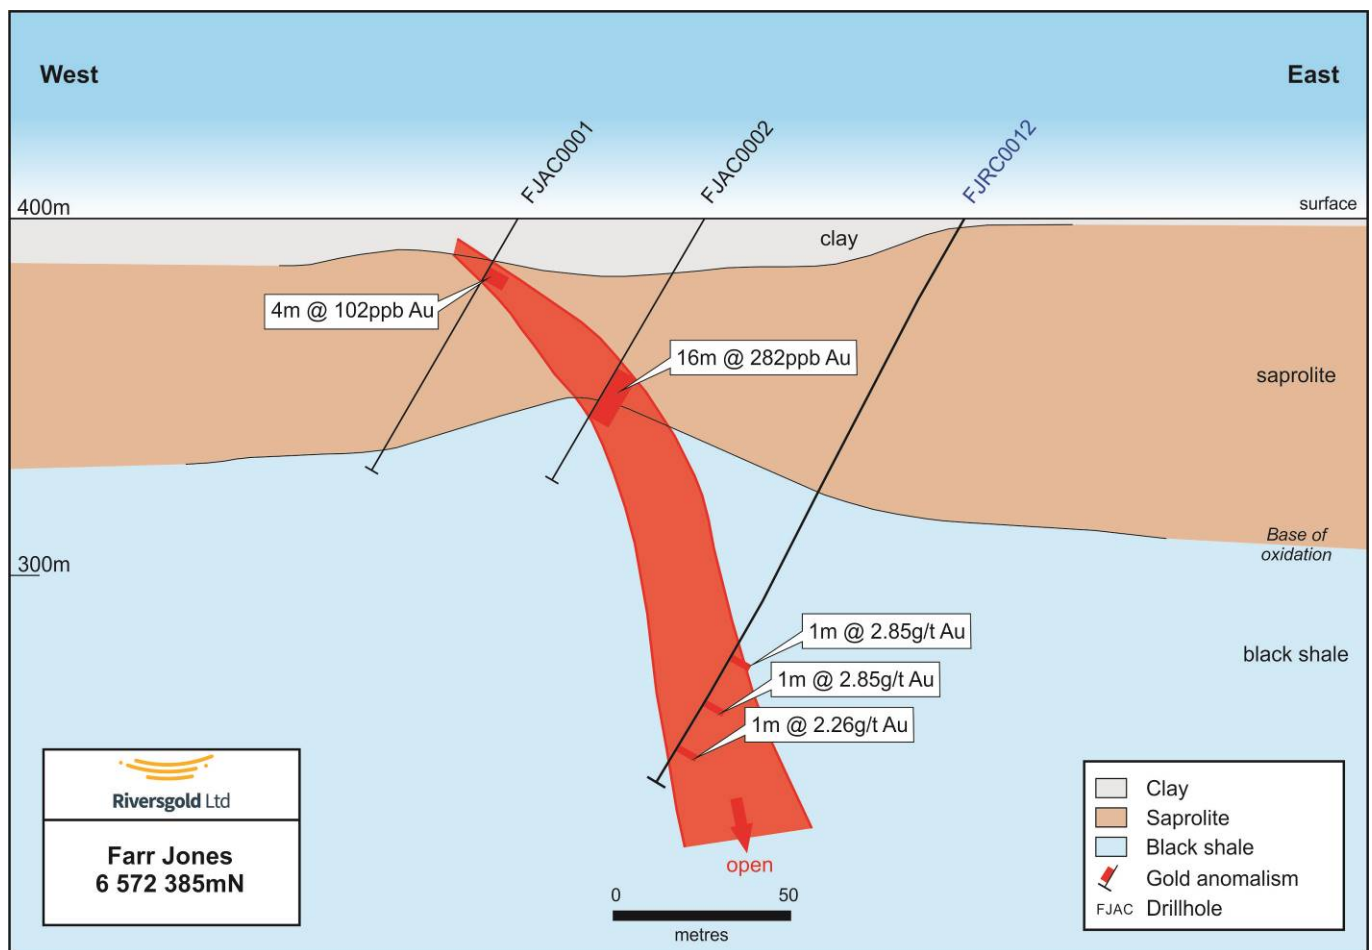 West
East
FJAC0001
FJAC0002
FJRC0012
400m
surface
clay
4m @ 102ppb Au
16m @ 282ppb Au
saprolite
Base of
oxidation
300m
1m @ 2.85g/t Au
black shale
1m @ 2.85g/t Au
1m @ 2.26g/t Au
Riversgold Ltd
Farr Jones
6 572 385mN
open
0 50
metres
Clay
Saprolite
Black shale
Gold anomalism
FJAC Drillhole